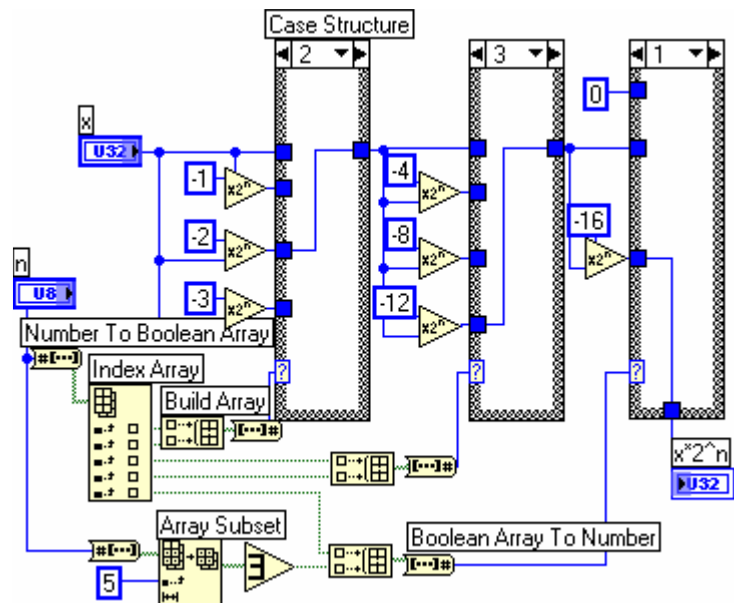 Case Structure
2
3
1
0
x
U32
-1
x2ⁿ
-2
x2ⁿ
-3
x2ⁿ
-4
x2ⁿ
-8
x2ⁿ
-12
x2ⁿ
-16
x2ⁿ
n
U8
?
?
?
Number To Boolean Array
#[...]
Index Array
Build Array
[...]#
[...]#
x*2^n
U32
Array Subset
Boolean Array To Number
#[...]
[...]#
5